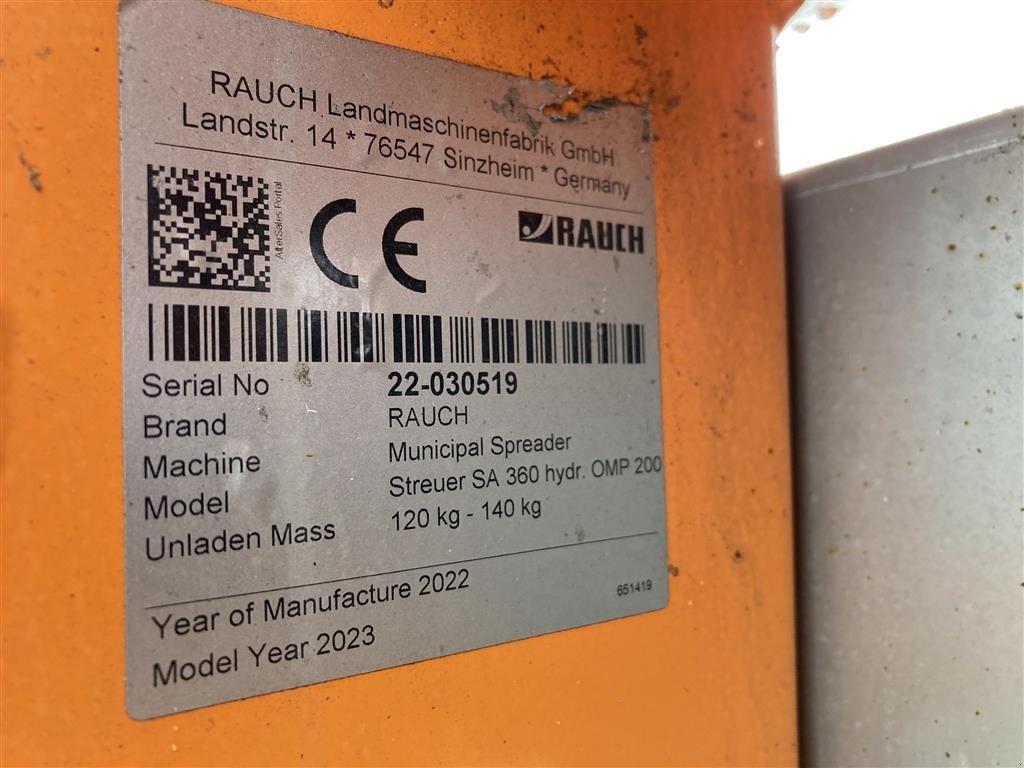 RAUCH Landmaschinenfabrik GmbH
Landstr. 14 * 76547 Sinzheim * Germany
AfterSales Portal
CE
RAUCH
Serial No 22-030519
Brand RAUCH
Machine Municipal Spreader
Model Streuer SA 360 hydr. OMP 200
Unladen Mass 120 kg - 140 kg
Year of Manufacture 2022
651419
Model Year 2023